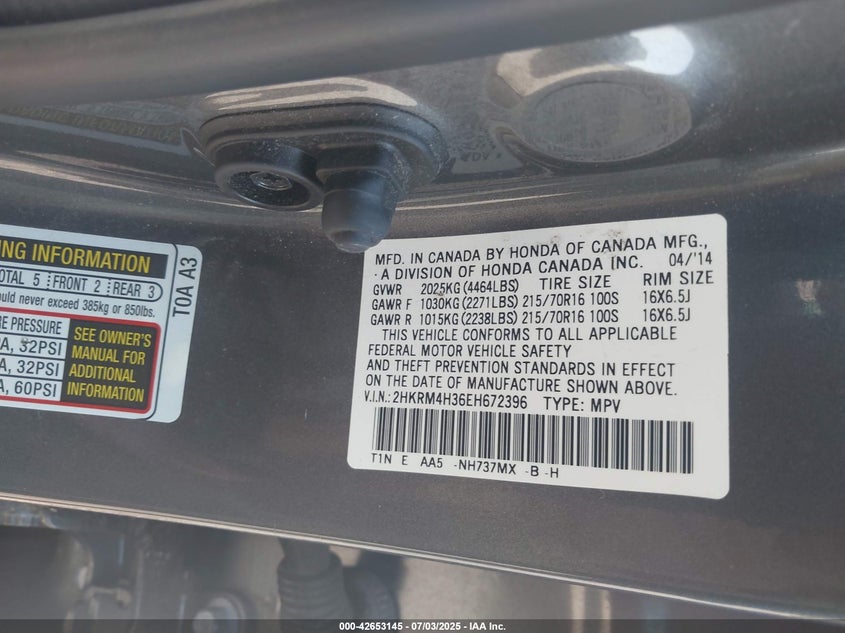 NG INFORMATION
OTAL 5 FRONT 2 REAR 3
ould never exceed 385kg or 850lbs.
E PRESSURE
A, 32PSI
A, 32PSI
A, 60PSI
SEE OWNER'S
MANUAL FOR
ADDITIONAL
INFORMATION
T0A A3
MFD. IN CANADA BY HONDA OF CANADA MFG.,
A DIVISION OF HONDA CANADA INC. 04/'14
GVWR 2025KG (4464LBS) TIRE SIZE RIM SIZE
GAWR F 1030KG (2271LBS) 215/70R16 100S 16X6.5J
GAWR R 1015KG (2238LBS) 215/70R16 100S 16X6.5J
THIS VEHICLE CONFORMS TO ALL APPLICABLE
FEDERAL MOTOR VEHICLE SAFETY
AND THEFT PREVENTION STANDARDS IN EFFECT
ON THE DATE OF MANUFACTURE SHOWN ABOVE.
V.I.N.: 2HKRM4H36EH672396 TYPE: MPV
T1N E AA5 -NH737MX -B -H
000-42653145 - 07/03/2025 - IAA Inc.